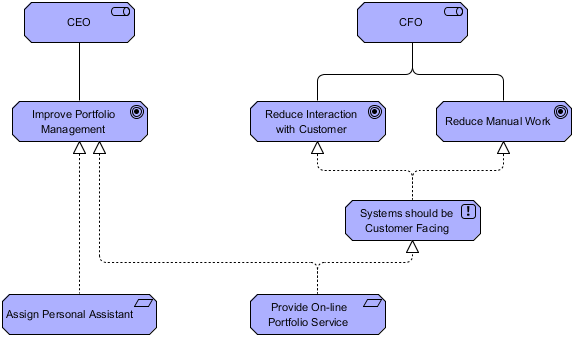 CEO
CFO
Improve Portfolio
Management
Reduce Interaction
with Customer
Reduce Manual Work
Systems should be
Customer Facing
!
Assign Personal Assistant
Provide On-line
Portfolio Service